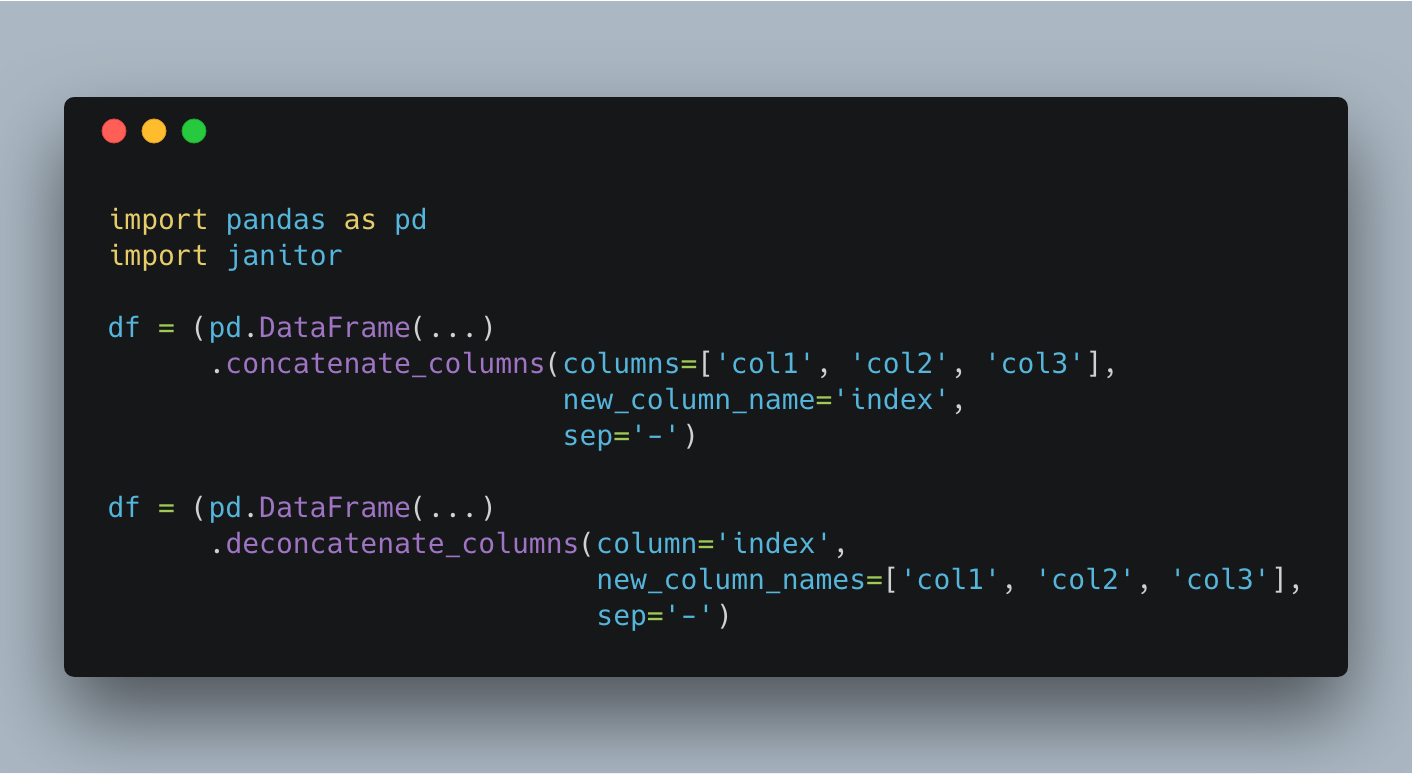 import pandas as pd
import janitor

df = (pd.DataFrame(...)
      .concatenate_columns(columns=['col1', 'col2', 'col3'],
                           new_column_name='index',
                           sep='-')

df = (pd.DataFrame(...)
      .deconcatenate_columns(column='index',
                             new_column_names=['col1', 'col2', 'col3'],
                             sep='-')